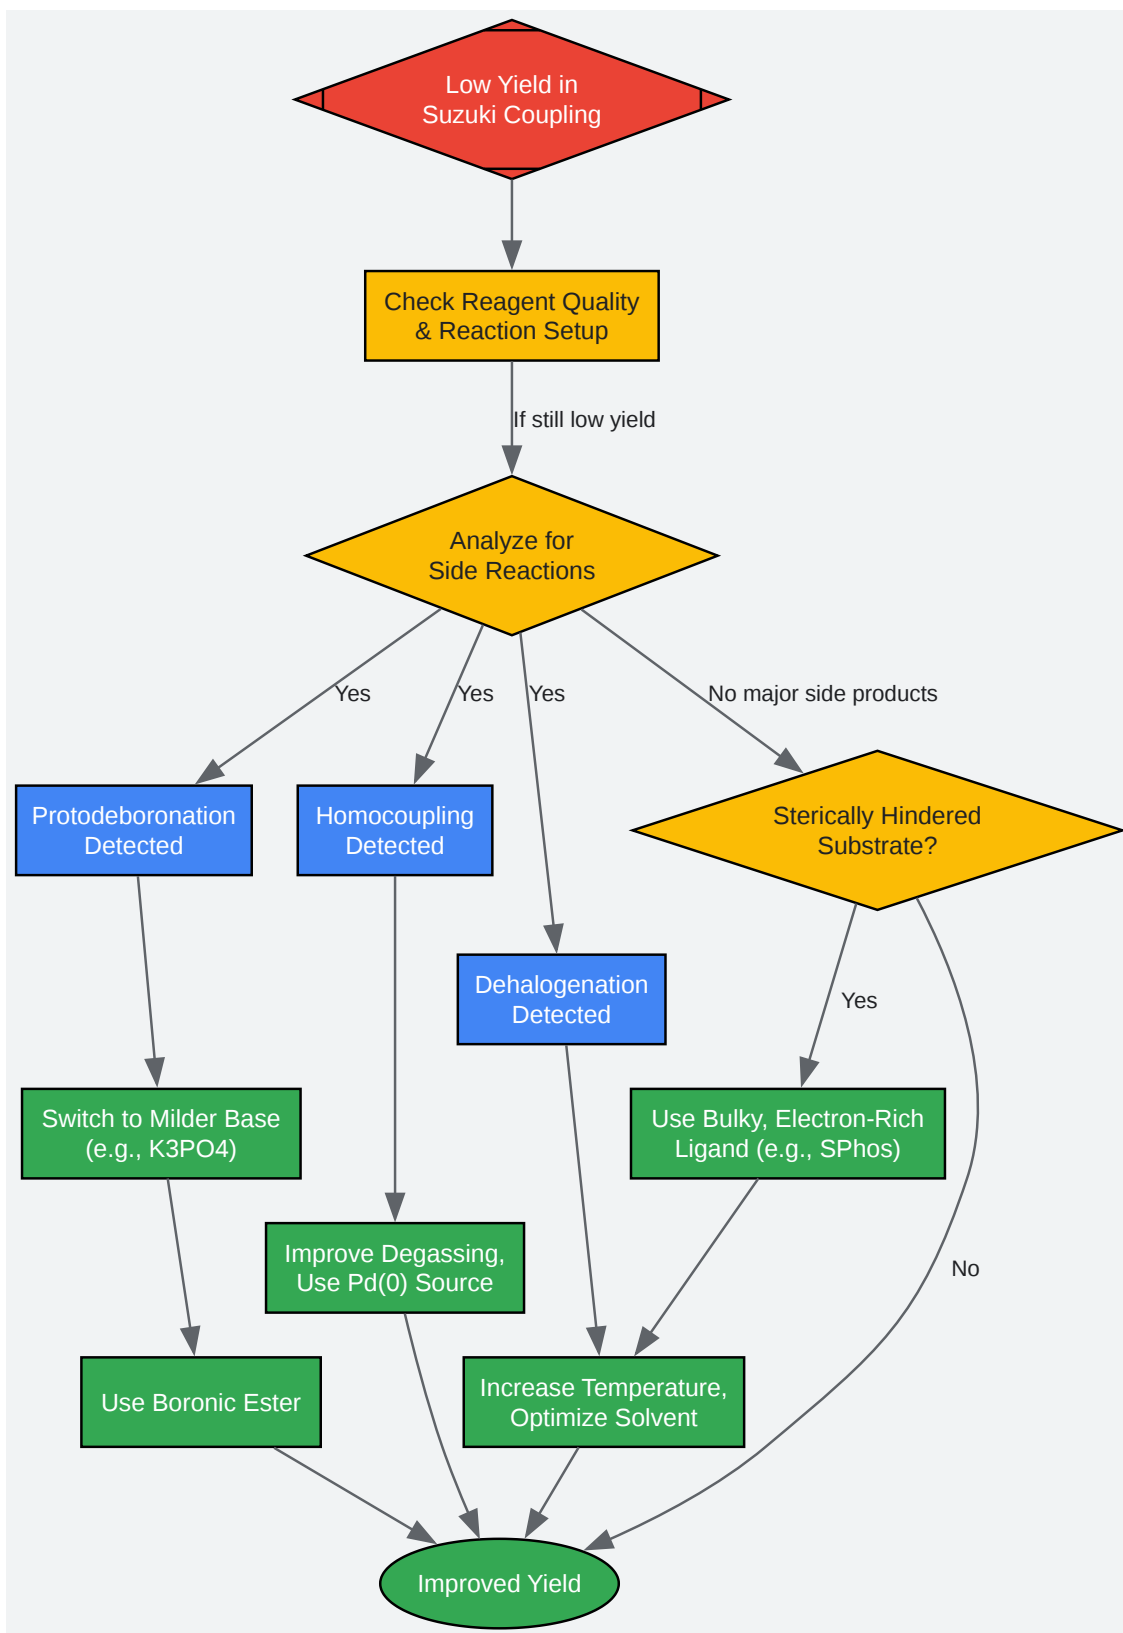 Low Yield in
Suzuki Coupling
Check Reagent Quality
& Reaction Setup
If still low yield
Analyze for
Side Reactions
Yes
Yes
Yes
No major side products
Protodeboronation
Detected
Homocoupling
Detected
Sterically Hindered
Substrate?
Dehalogenation
Detected
Yes
Switch to Milder Base
(e.g., K3PO4)
Use Bulky, Electron-Rich
Ligand (e.g., SPhos)
Improve Degassing,
Use Pd(0) Source
No
Use Boronic Ester
Increase Temperature,
Optimize Solvent
Improved Yield